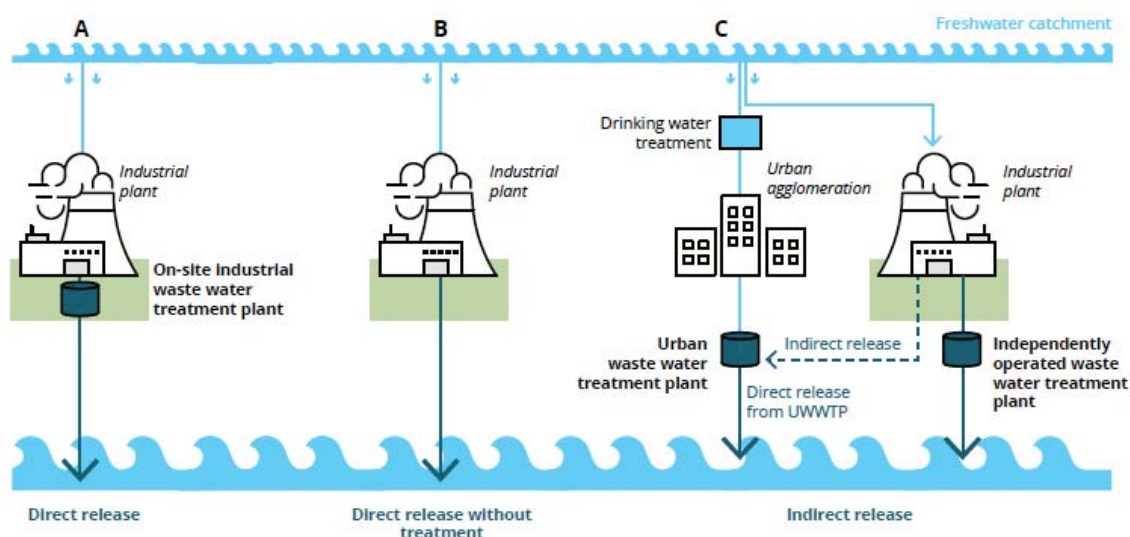 A
B
C
Freshwater catchment
Drinking water
treatment
Industrial
plant
Industrial
plant
Urban
agglomeration
Industrial
plant
On-site industrial
waste water
treatment plant
Urban
waste water
treatment plant
Indirect release
Independently
operated waste
water treatment
plant
Direct release
from UWWTP
Direct release
Direct release without
treatment
Indirect release